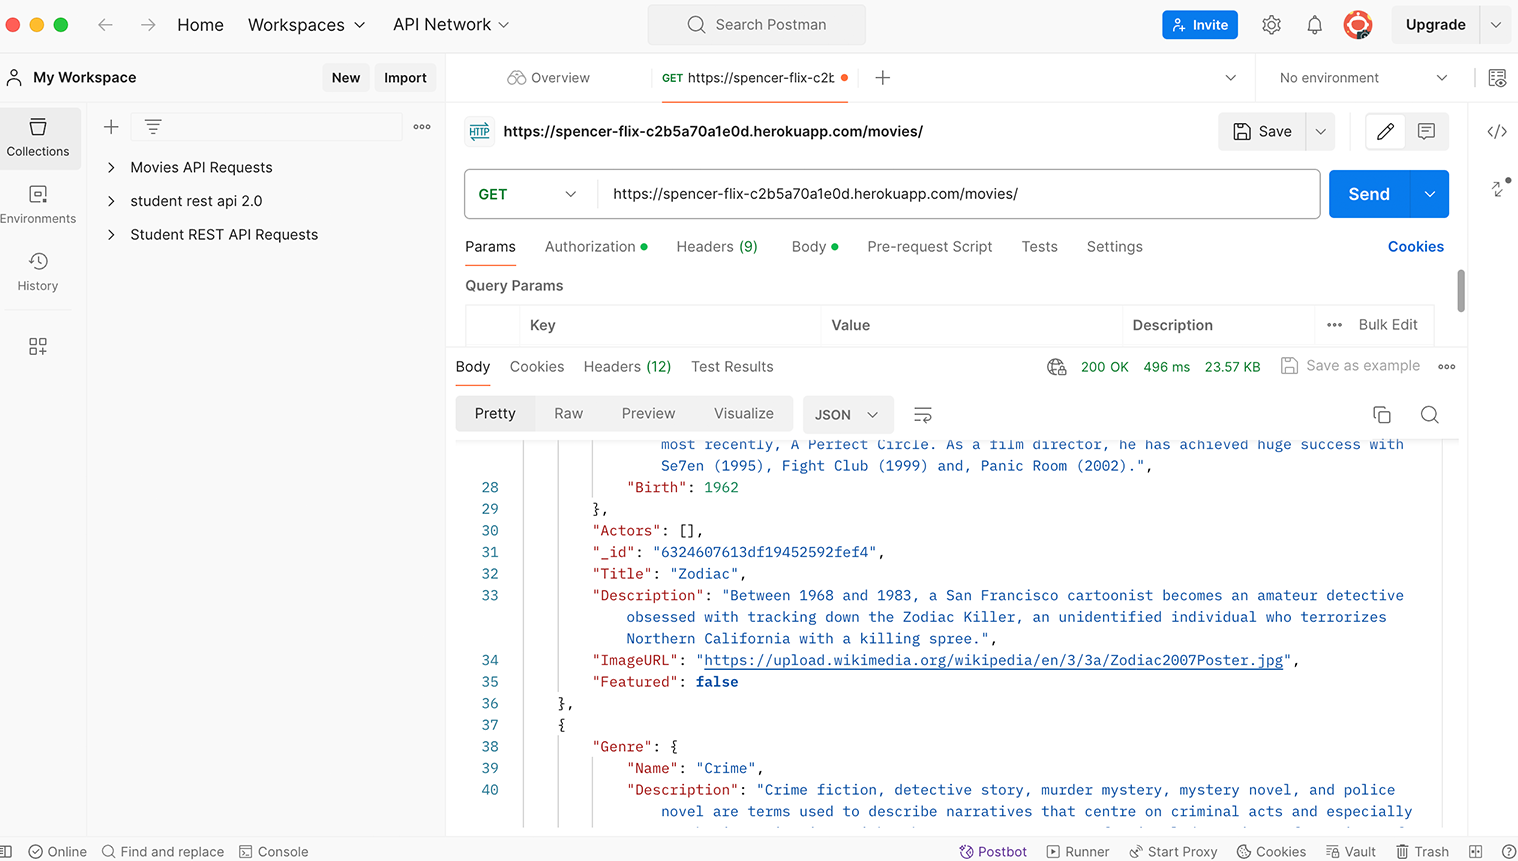 Home Workspaces API Network Search Postman Invite Upgrade
My Workspace New Import Overview GET https://spencer-flix-c2b No environment
Collections
Environments
History
Movies API Requests
student rest api 2.0
Student REST API Requests
HTTP https://spencer-flix-c2b5a70a1e0d.herokuapp.com/movies/ Save
GET https://spencer-flix-c2b5a70a1e0d.herokuapp.com/movies/ Send
Params Authorization Headers (9) Body Pre-request Script Tests Settings Cookies
Query Params
Key Value Description Bulk Edit
Body Cookies Headers (12) Test Results 200 OK 496 ms 23.57 KB Save as example
Pretty Raw Preview Visualize JSON
most recently, A Perfect Circle. As a film director, he has achieved huge success with
Se7en (1995), Fight Club (1999) and, Panic Room (2002).",
28 "Birth": 1962
29 },
30 "Actors": [],
31 "_id": "6324607613df19452592fef4",
32 "Title": "Zodiac",
33 "Description": "Between 1968 and 1983, a San Francisco cartoonist becomes an amateur detective
obsessed with tracking down the Zodiac Killer, an unidentified individual who terrorizes
Northern California with a killing spree.",
34 "ImageURL": "https://upload.wikimedia.org/wikipedia/en/3/3a/Zodiac2007Poster.jpg",
35 "Featured": false
36 },
37 {
38 "Genre": {
39 "Name": "Crime",
40 "Description": "Crime fiction, detective story, murder mystery, mystery novel, and police
novel are terms used to describe narratives that centre on criminal acts and especially
Online Find and replace Console Postbot Runner Start Proxy Cookies Vault Trash